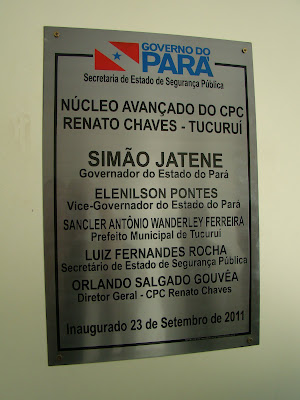 GOVERNO DO
PARÁ
Secretaria de Estado de Segurança Pública
NÚCLEO AVANÇADO DO CPC
RENATO CHAVES - TUCURUÍ
SIMÃO JATENE
Governador do Estado do Pará
ELENILSON PONTES
Vice-Governador do Estado do Pará
SANCLER ANTÔNIO WANDERLEY FERREIRA
Prefeito Municipal de Tucuruí
LUIZ FERNANDES ROCHA
Secretário de Estado de Segurança Pública
ORLANDO SALGADO GOUVÊA
Diretor Geral - CPC Renato Chaves
Inaugurado 23 de Setembro de 2011